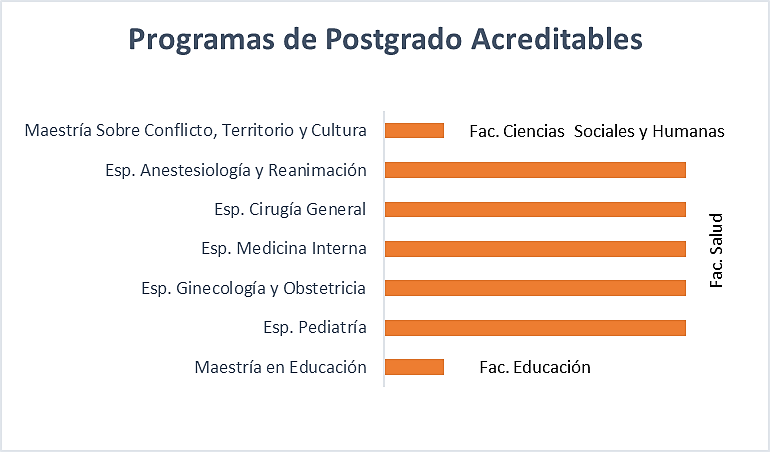 Programas de Postgrado Acreditables
Maestría Sobre Conflicto, Territorio y Cultura
Fac. Ciencias Sociales y Humanas
Esp. Anestesiología y Reanimación
Esp. Cirugía General
Esp. Medicina Interna
Esp. Ginecología y Obstetricia
Esp. Pediatría
Fac. Salud
Maestría en Educación
Fac. Educación